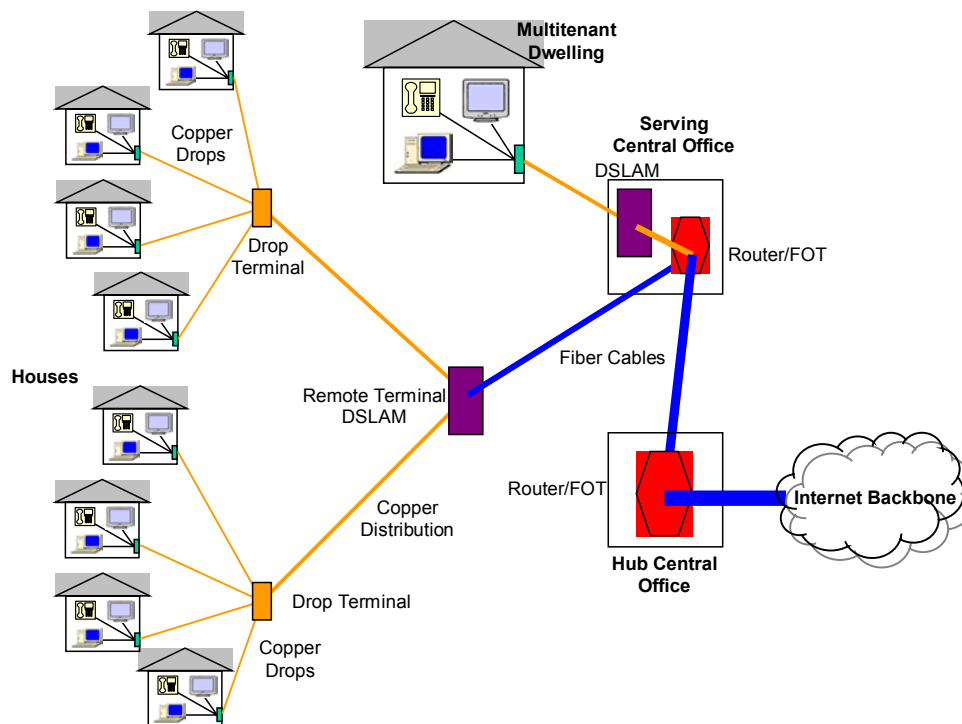 Multitenant
Dwelling
Copper
Drops
Serving
Central Office
DSLAM
Drop
Terminal
Router/FOT
Fiber Cables
Houses
Remote Terminal
DSLAM
Copper
Distribution
Router/FOT
Internet Backbone
Hub Central
Office
Drop Terminal
Copper
Drops